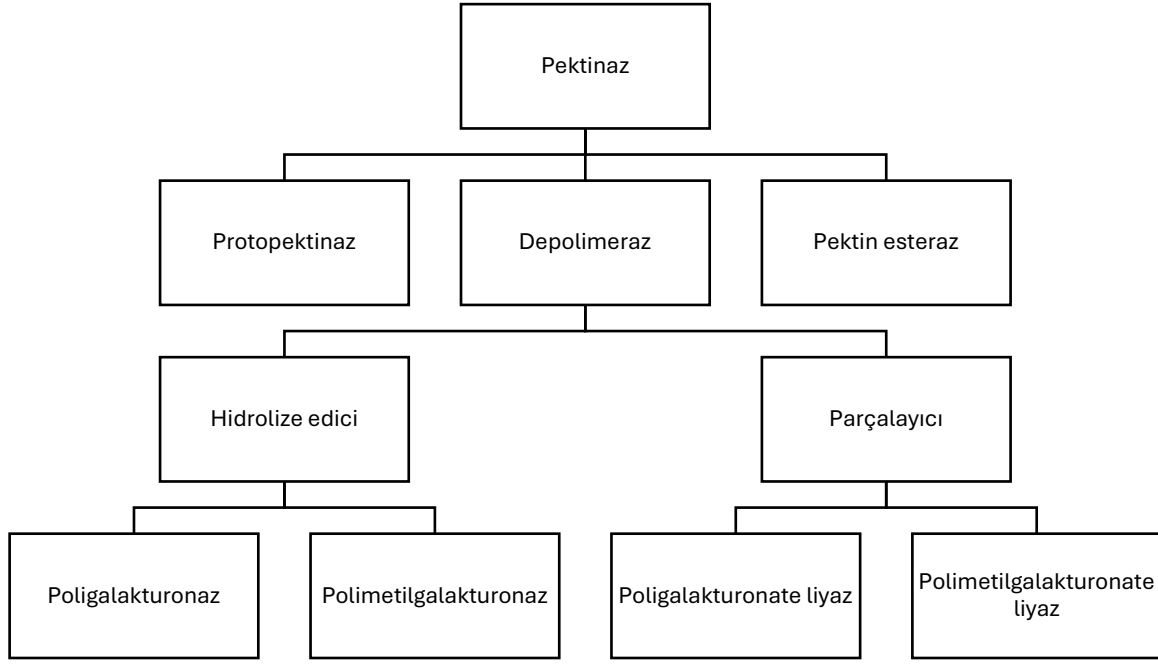 Pektinaz
Protopektinaz
Depolimeraz
Pektin esteraz
Hidrolize edici
Parçalayıcı
Poligalakturonaz
Polimetilgalakturonaz
Poligalakturonate liyaz
Polimetilgalakturonate
liyaz